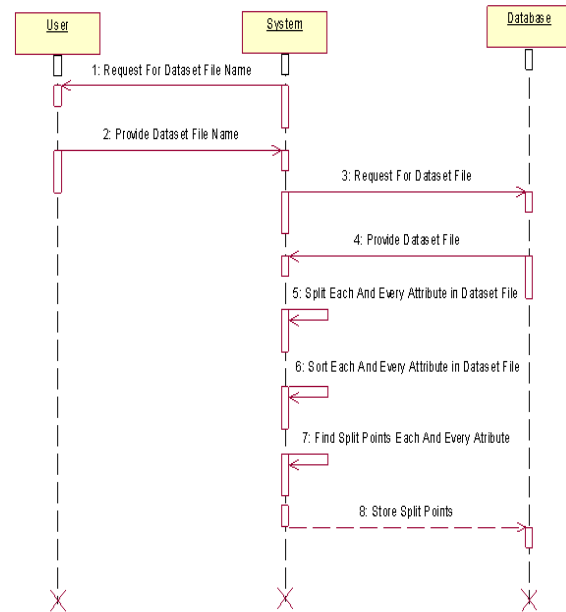 User
System
Database
1: Request For Dataset File Name
2: Provide Dataset File Name
3: Request For Dataset File
4: Provide Dataset File
5: Split Each And Every Attribute in Dataset File
6: Sort Each And Every Attribute in Dataset File
7: Find Split Points Each And Every Atribute
8: Store Split Points